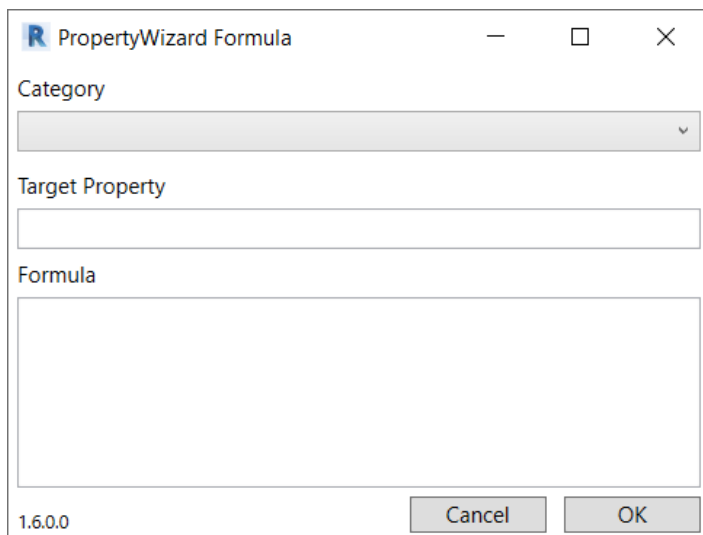 R PropertyWizard Formula
Category
Target Property
Formula
1.6.0.0 Cancel OK